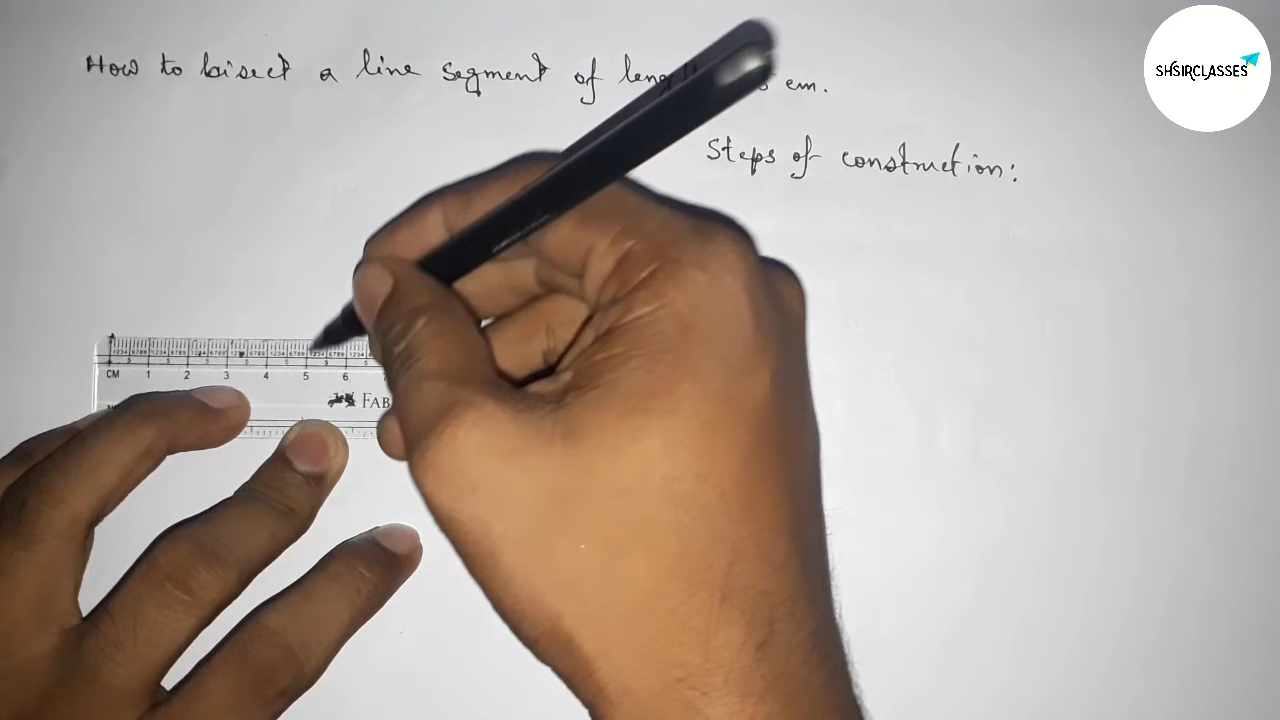 How to bisect a line segment of cm.
SHSIRCLASSES
Steps of construction:
CM 1 2 3 4 5 6
FAB